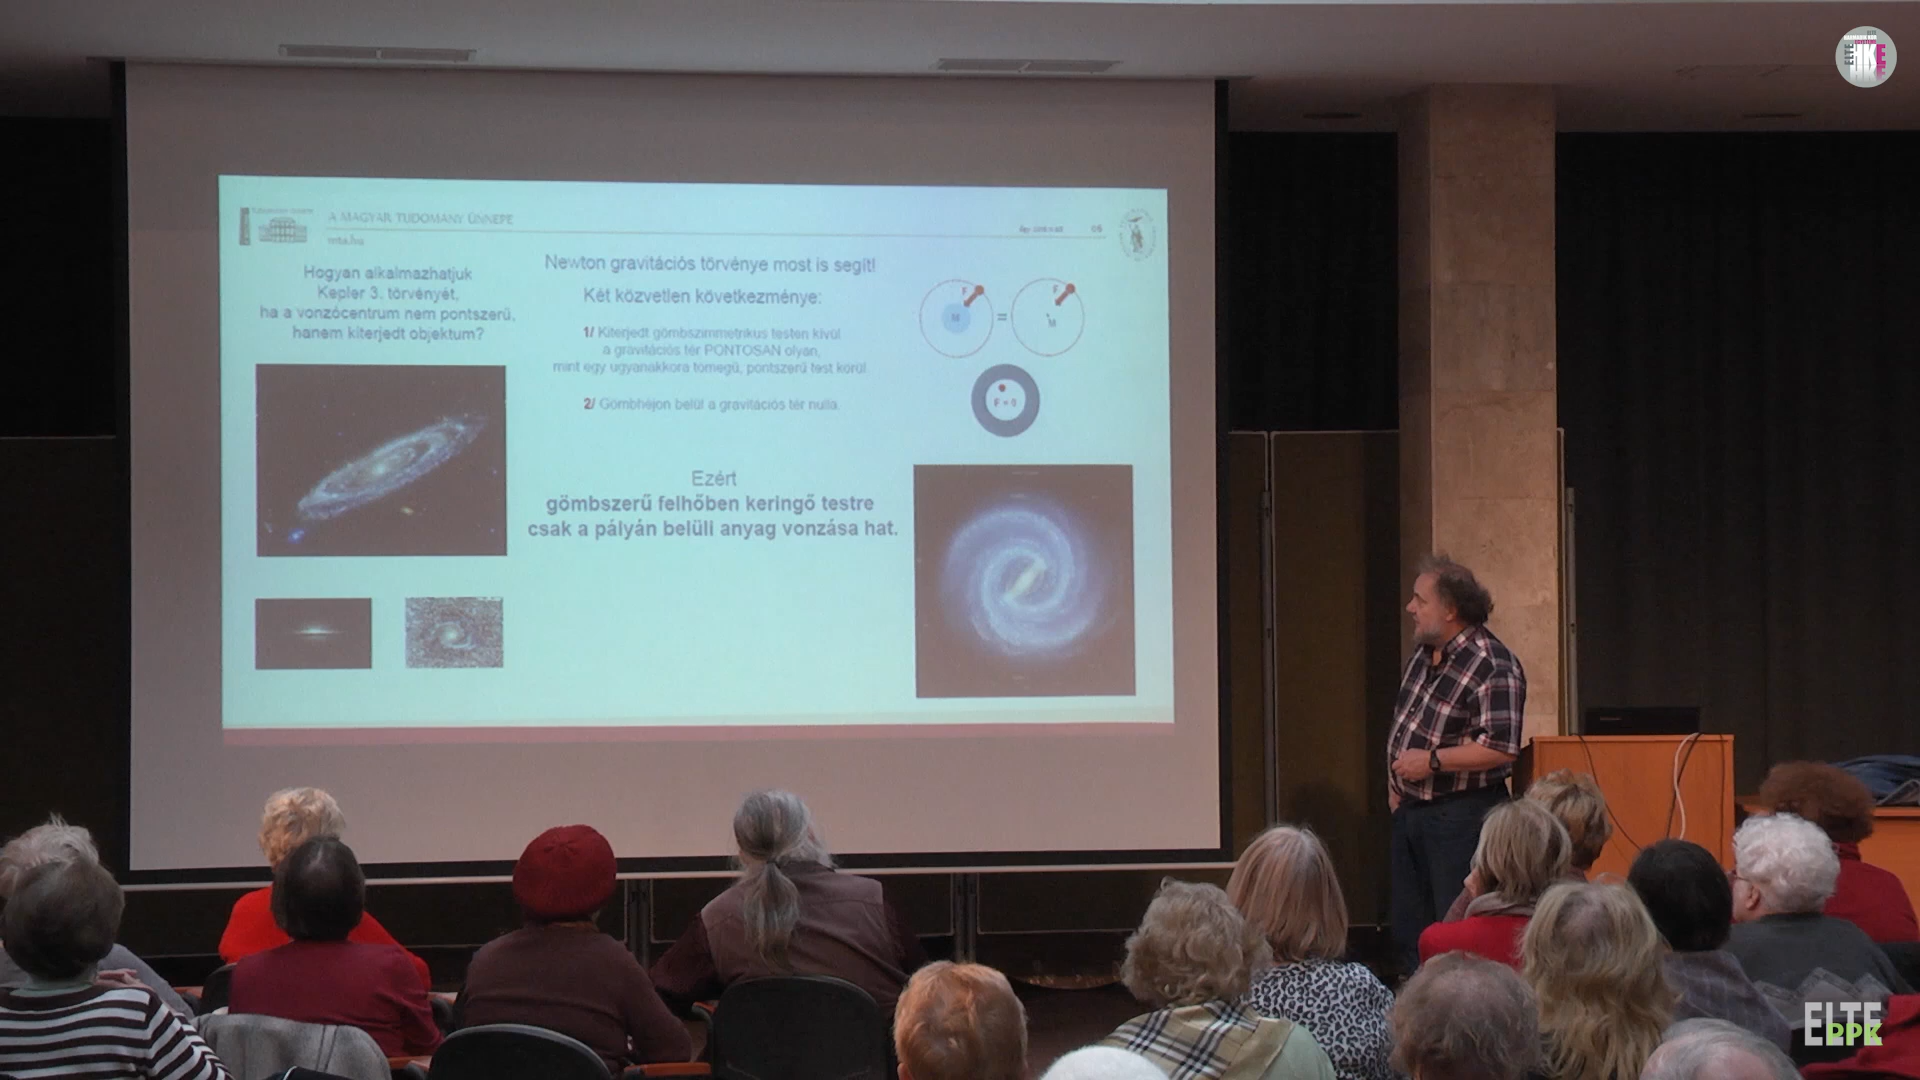 A MAGYAR TUDOMÁNY ÜNNEPE
mta.hu
Hogyan alkalmazhatjuk
Kepler 3. törvényét,
ha a vonzócentrum nem pontszerű,
hanem kiterjedt objektum?
Newton gravitációs törvénye most is segít!
Két közvetlen következménye:
1/ Kiterjedt gömbszimmetrikus testen kívül
a gravitációs tér PONTOSAN olyan,
mint egy ugyanakkora tömegű, pontszerű test körül.
2/ Gömbhéjon belül a gravitációs tér nulla.
F
M
=
F
M
F = 0
Ezért
gömbszerű felhőben keringő testre
csak a pályán belüli anyag vonzása hat.
ELTE
PPK